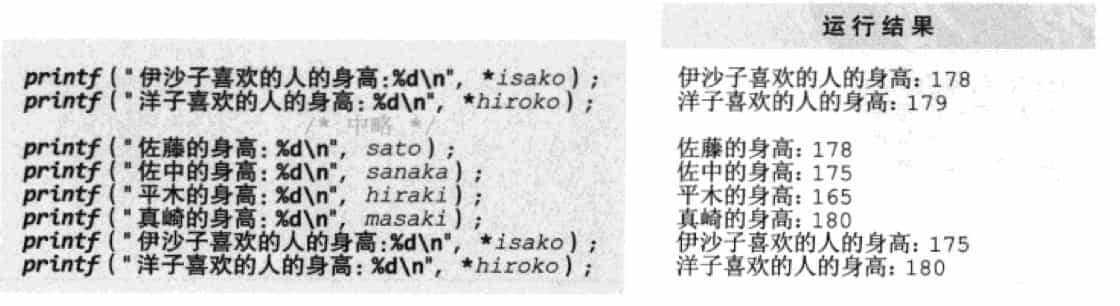 printf("伊沙子喜欢的人的身高:%d\n", *isako);
printf("洋子喜欢的人的身高:%d\n", *hiroko);
/* 中略 */
printf("佐藤的身高:%d\n", sato);
printf("佐中的身高:%d\n", sanaka);
printf("平木的身高:%d\n", hiraki);
printf("真崎的身高:%d\n", masaki);
printf("伊沙子喜欢的人的身高:%d\n", *isako);
printf("洋子喜欢的人的身高:%d\n", *hiroko);
运行结果
伊沙子喜欢的人的身高:178
洋子喜欢的人的身高:179
佐藤的身高:178
佐中的身高:175
平木的身高:165
真崎的身高:180
伊沙子喜欢的人的身高:175
洋子喜欢的人的身高:180